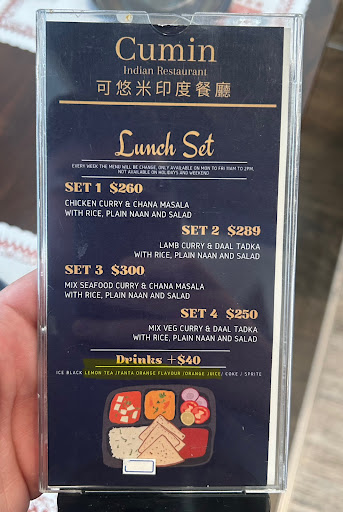 Cumin
Indian Restaurant
可悠米印度餐廳
Lunch Set
EVERY WEEK THE MENU WILL BE CHANGE, ONLY AVAILABLE ON MON TO FRI 11AM TO 2PM.
NOT AVAILABLE ON HOLIDAYS AND WEEKEND
SET 1 $260
CHICKEN CURRY & CHANA MASALA
WITH RICE, PLAIN NAAN AND SALAD
SET 2 $289
LAMB CURRY & DAAL TADKA
WITH RICE, PLAIN NAAN AND SALAD
SET 3 $300
MIX SEAFOOD CURRY & CHANA MASALA
WITH RICE, PLAIN NAAN AND SALAD
SET 4 $250
MIX VEG CURRY & DAAL TADKA
WITH RICE, PLAIN NAAN AND SALAD
Drinks +$40
ICE BLACK LEMON TEA /FANTA ORANGE FLAVOUR /ORANGE JUICE/ COKE / SPRITE